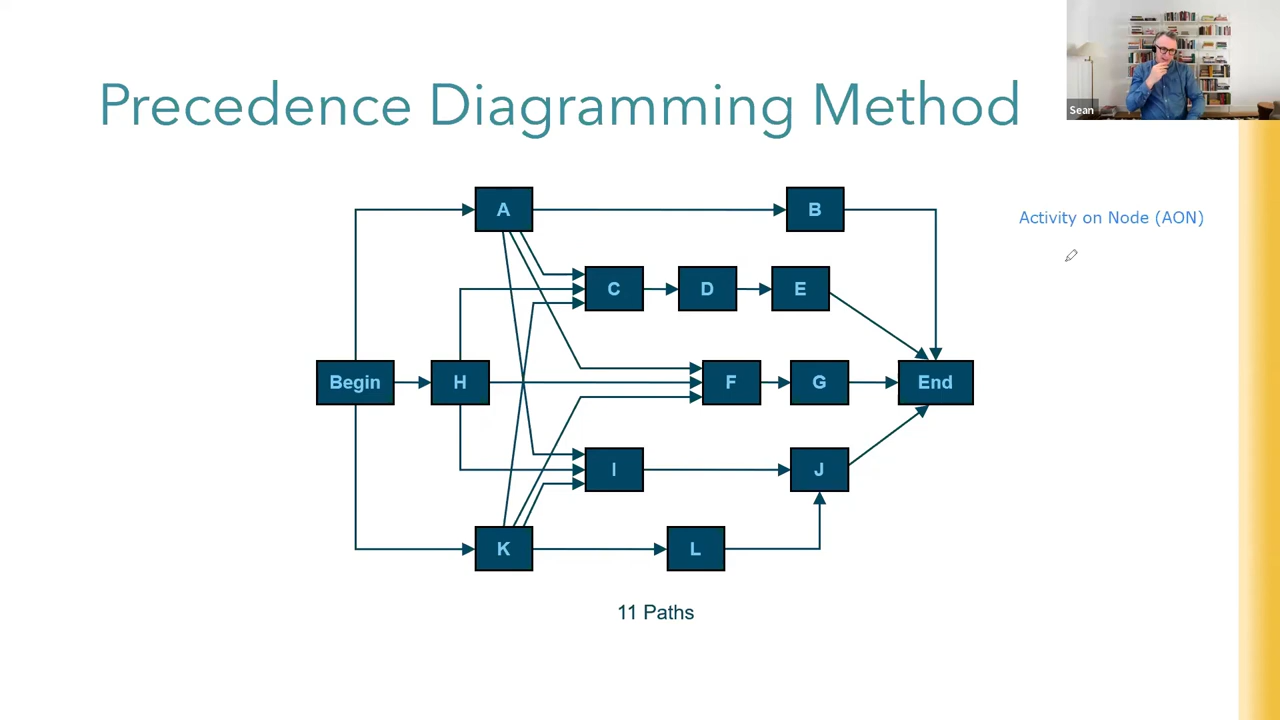 Precedence Diagramming Method
Sean
A
B
Activity on Node (AON)
C
D
E
Begin
H
F
G
End
I
J
K
L
11 Paths